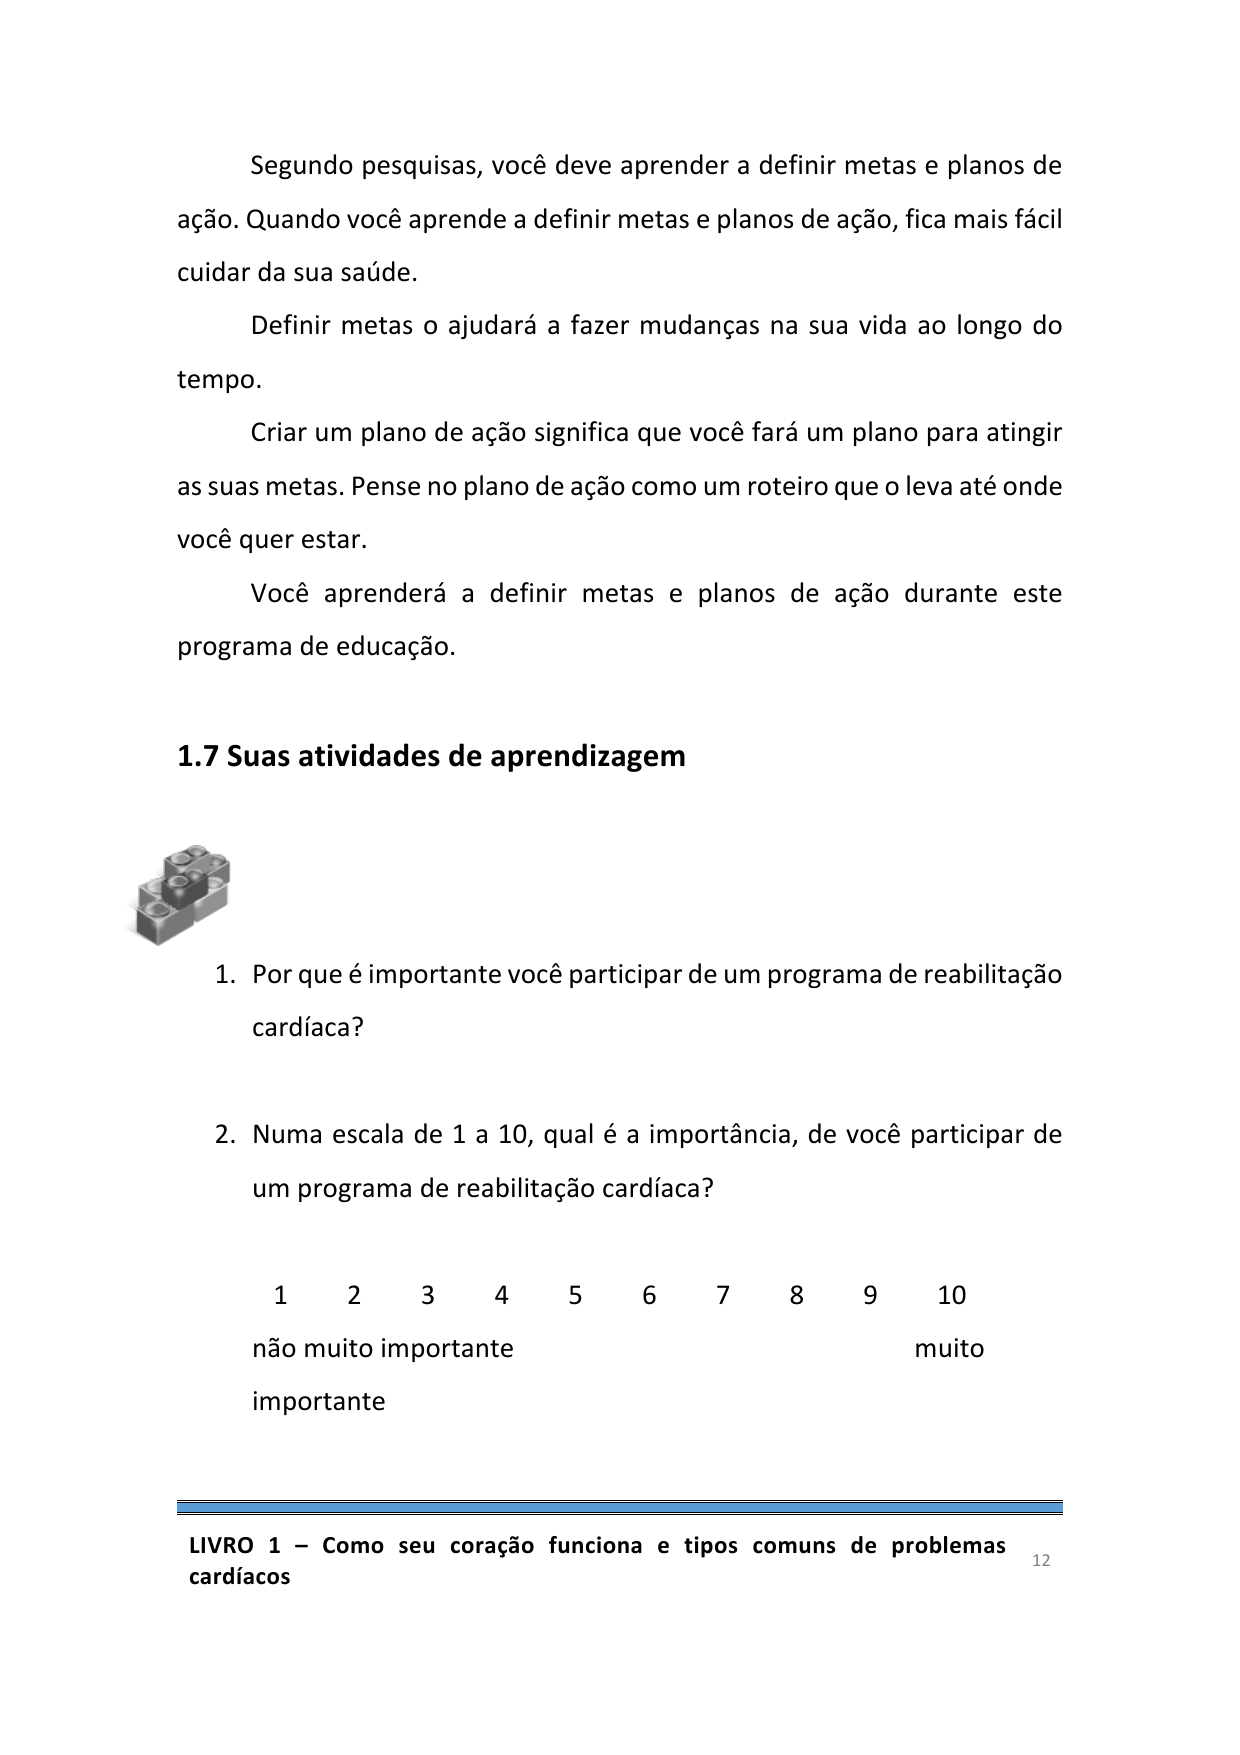 Segundo pesquisas, você deve aprender a definir metas e planos de
ação. Quando você aprende a definir metas e planos de ação, fica mais fácil
cuidar da sua saúde.
Definir metas o ajudará a fazer mudanças na sua vida ao longo do
tempo.
Criar um plano de ação significa que você fará um plano para atingir
as suas metas. Pense no plano de ação como um roteiro que o leva até onde
você quer estar.
Você aprenderá a definir metas e planos de ação durante este
programa de educação.
1.7 Suas atividades de aprendizagem
1. Por que é importante você participar de um programa de reabilitação
cardíaca?
2. Numa escala de 1 a 10, qual é a importância, de você participar de
um programa de reabilitação cardíaca?
1 2 3 4 5 6 7 8 9 10
não muito importante muito
importante
LIVRO 1 – Como seu coração funciona e tipos comuns de problemas
cardíacos
12